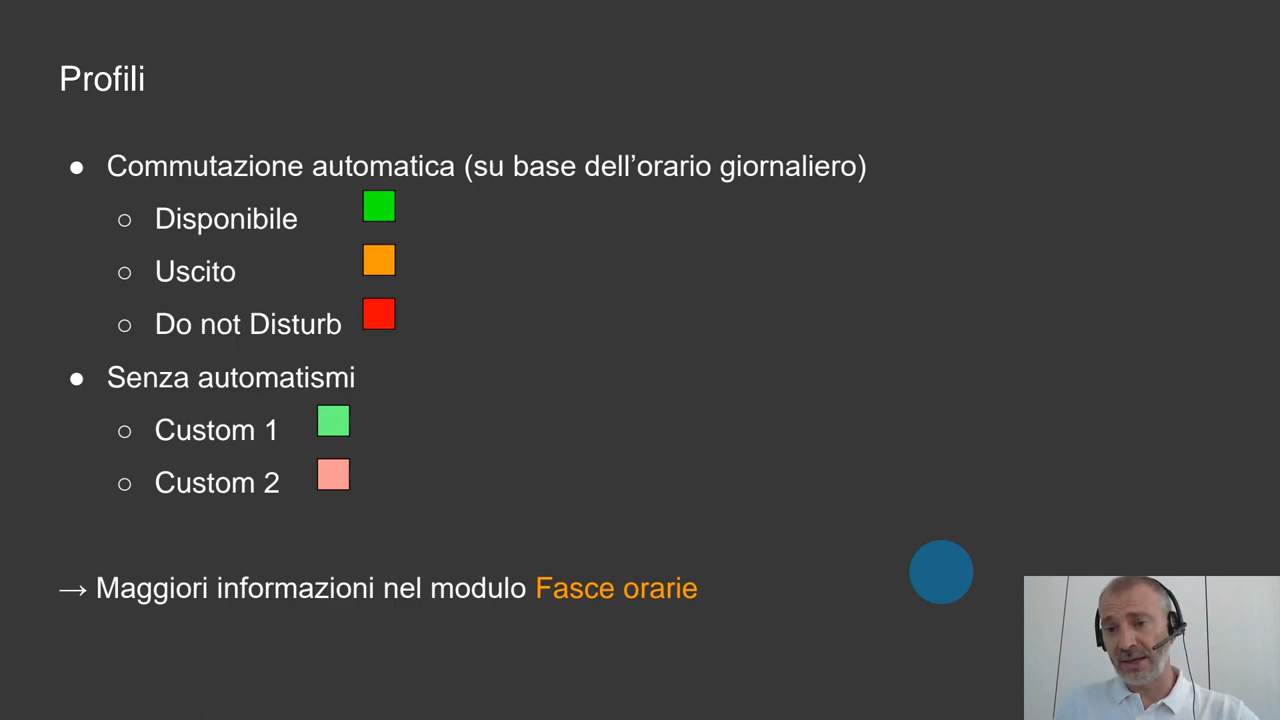 Profili
● Commutazione automatica (su base dell’orario giornaliero)
○ Disponibile
○ Uscito
○ Do not Disturb
● Senza automatismi
○ Custom 1
○ Custom 2
→ Maggiori informazioni nel modulo Fasce orarie